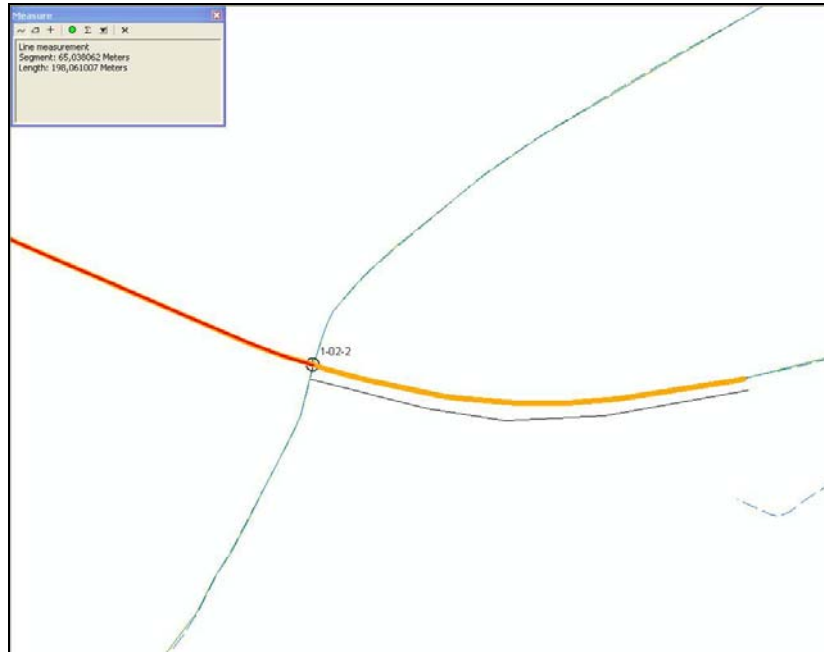 Measure
Line measurement
Segment: 65,038062 Meters
Length: 198,061007 Meters
1-02-2